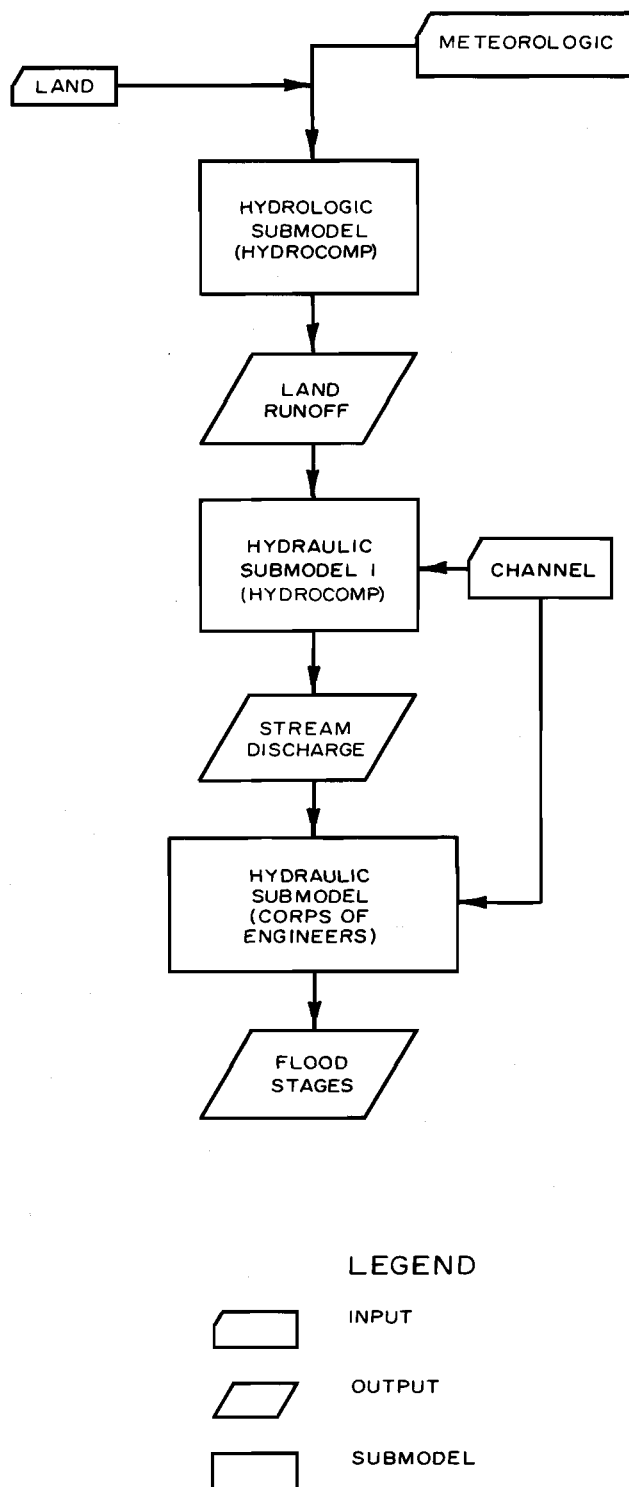 METEOROLOGIC
LAND
HYDROLOGIC
SUBMODEL
(HYDROCOMP)
LAND
RUNOFF
HYDRAULIC
SUBMODEL I
(HYDROCOMP)
CHANNEL
STREAM
DISCHARGE
HYDRAULIC
SUBMODEL
(CORPS OF
ENGINEERS)
FLOOD
STAGES
LEGEND
INPUT
OUTPUT
SUBMODEL